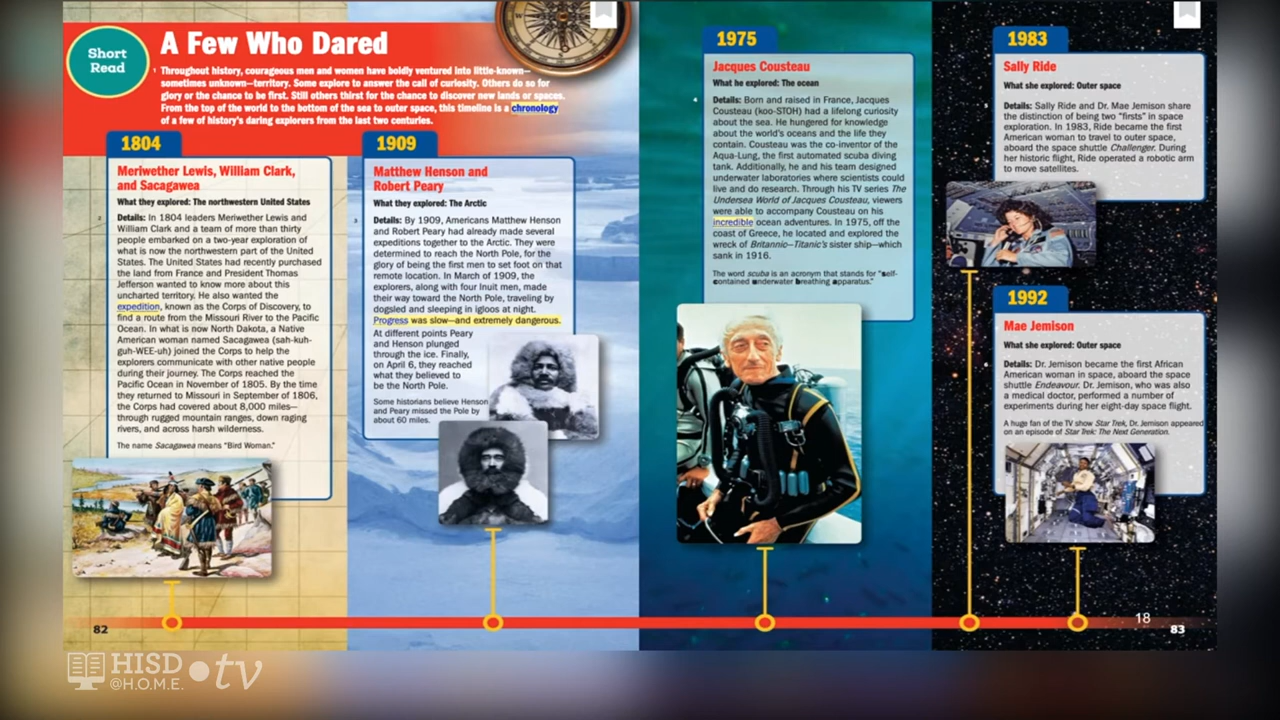 Short
Read
A Few Who Dared
1 Throughout history, courageous men and women have boldly ventured into little-known—
sometimes unknown—territory. Some explore to answer the call of curiosity. Others do so for
glory or the chance to be first. Still others thirst for the chance to discover new lands or spaces.
From the top of the world to the bottom of the sea to outer space, this timeline is a chronology
of a few of history's daring explorers from the last two centuries.
1804
Meriwether Lewis, William Clark,
and Sacagawea
What they explored: The northwestern United States
2 Details: In 1804 leaders Meriwether Lewis and
William Clark and a team of more than thirty
people embarked on a two-year exploration of
what is now the northwestern part of the United
States. The United States had recently purchased
the land from France and President Thomas
Jefferson wanted to know more about this
uncharted territory. He also wanted the
expedition, known as the Corps of Discovery, to
find a route from the Missouri River to the Pacific
Ocean. In what is now North Dakota, a Native
American woman named Sacagawea (sah-kuh-
guh-WEE-uh) joined the Corps to help the
explorers communicate with other native people
during their journey. The Corps reached the
Pacific Ocean in November of 1805. By the time
they returned to Missouri in September of 1806,
the Corps had covered about 8,000 miles—
through rugged mountain ranges, down raging
rivers, and across harsh wilderness.
The name Sacagawea means "Bird Woman."
1909
Matthew Henson and
Robert Peary
What they explored: The Arctic
3 Details: By 1909, Americans Matthew Henson
and Robert Peary had already made several
expeditions together to the Arctic. They were
determined to reach the North Pole, for the
glory of being the first men to set foot on that
remote location. In March of 1909, the
explorers, along with four Inuit men, made
their way toward the North Pole, traveling by
dogsled and sleeping in igloos at night.
Progress was slow—and extremely dangerous.
At different points Peary
and Henson plunged
through the ice. Finally,
on April 6, they reached
what they believed to
be the North Pole.
Some historians believe Henson
and Peary missed the Pole by
about 60 miles.
1975
Jacques Cousteau
What he explored: The ocean
4 Details: Born and raised in France, Jacques
Cousteau (koo-STOH) had a lifelong curiosity
about the sea. He hungered for knowledge
about the world's oceans and the life they
contain. Cousteau was the co-inventor of the
Aqua-Lung, the first automated scuba diving
tank. Additionally, he and his team designed
underwater laboratories where scientists could
live and do research. Through his TV series The
Undersea World of Jacques Cousteau, viewers
were able to accompany Cousteau on his
incredible ocean adventures. In 1975, off the
coast of Greece, he located and explored the
wreck of Britannic—Titanic's sister ship—which
sank in 1916.
The word scuba is an acronym that stands for "self-
contained underwater breathing apparatus."
1983
Sally Ride
What she explored: Outer space
5 Details: Sally Ride and Dr. Mae Jemison share
the distinction of being two "firsts" in space
exploration. In 1983, Ride became the first
American woman to travel to outer space,
aboard the space shuttle Challenger. During
her historic flight, Ride operated a robotic arm
to move satellites.
1992
Mae Jemison
What she explored: Outer space
Details: Dr. Jemison became the first African
American woman in space, aboard the space
shuttle Endeavour. Dr. Jemison, who was also
a medical doctor, performed a number of
experiments during her eight-day space flight.
A huge fan of the TV show Star Trek, Dr. Jemison appeared
on an episode of Star Trek: The Next Generation.
82
18
83
HISD
@H.O.M.E.
tv